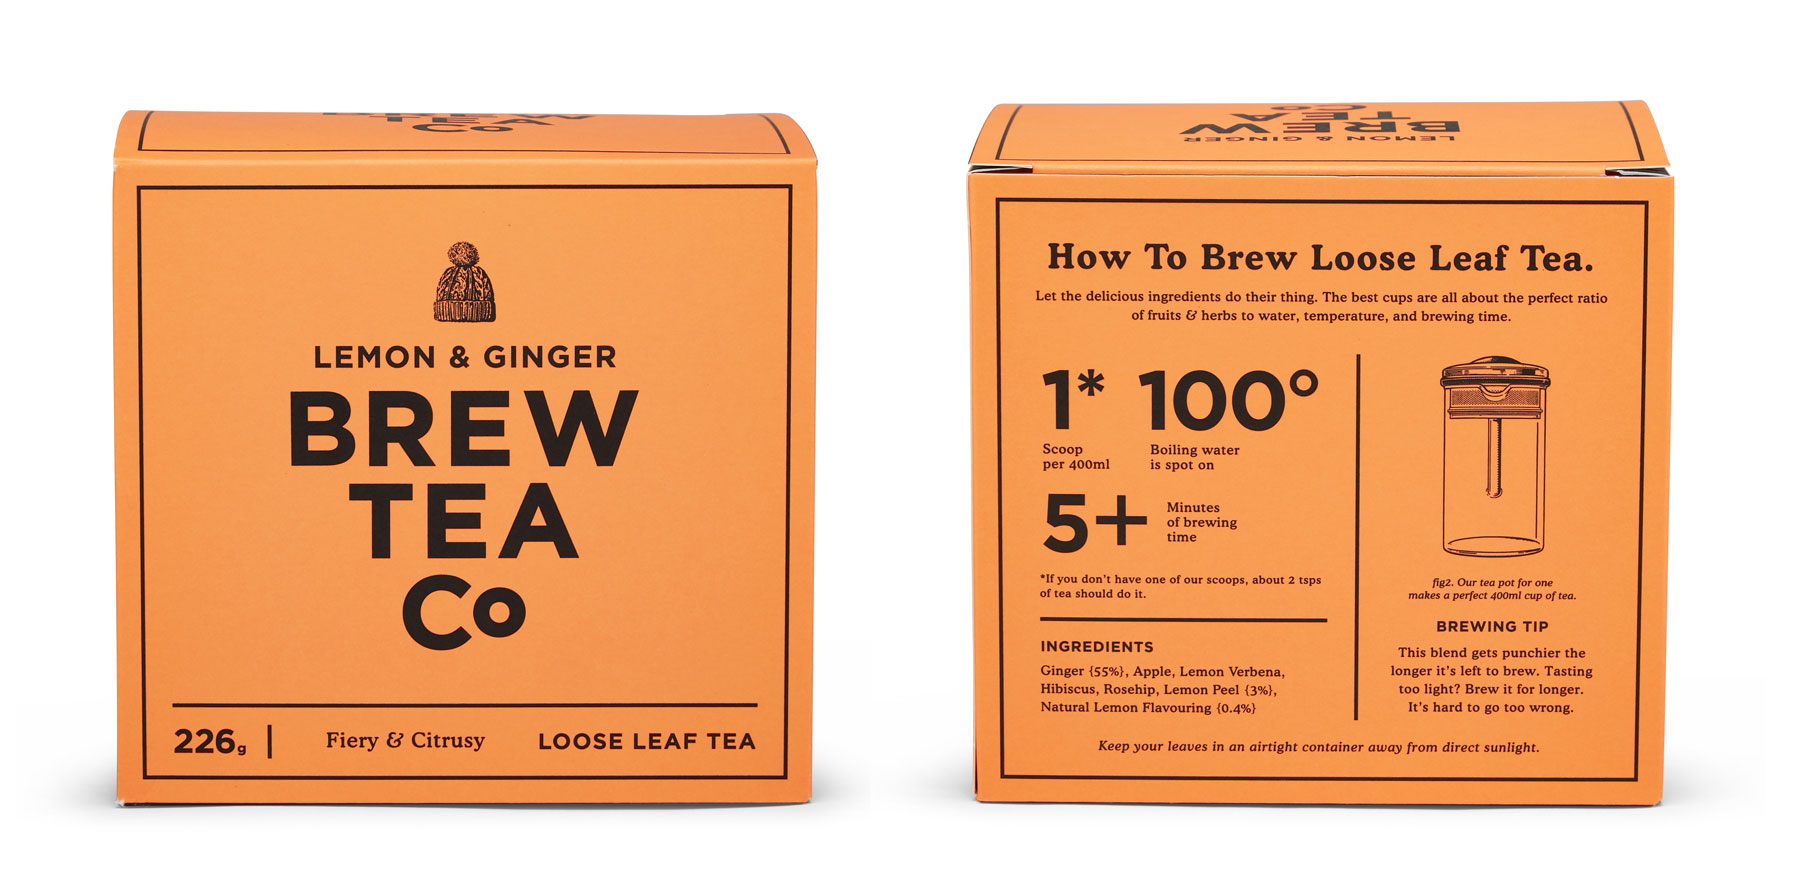 Co
LEMON & GINGER
BREW
TEA
Co
226g
Fiery & Citrusy
LOOSE LEAF TEA
LEMON & GINGER
BREW
TEA
Co
How To Brew Loose Leaf Tea.
Let the delicious ingredients do their thing. The best cups are all about the perfect ratio
of fruits & herbs to water, temperature, and brewing time.
1*
Scoop
per 400ml
100°
Boiling water
is spot on
5+
Minutes
of brewing
time
*If you don't have one of our scoops, about 2 tsps
of tea should do it.
INGREDIENTS
Ginger {55%}, Apple, Lemon Verbena,
Hibiscus, Rosehip, Lemon Peel {3%},
Natural Lemon Flavouring {0.4%}
fig2. Our tea pot for one
makes a perfect 400ml cup of tea.
BREWING TIP
This blend gets punchier the
longer it's left to brew. Tasting
too light? Brew it for longer.
It's hard to go too wrong.
Keep your leaves in an airtight container away from direct sunlight.